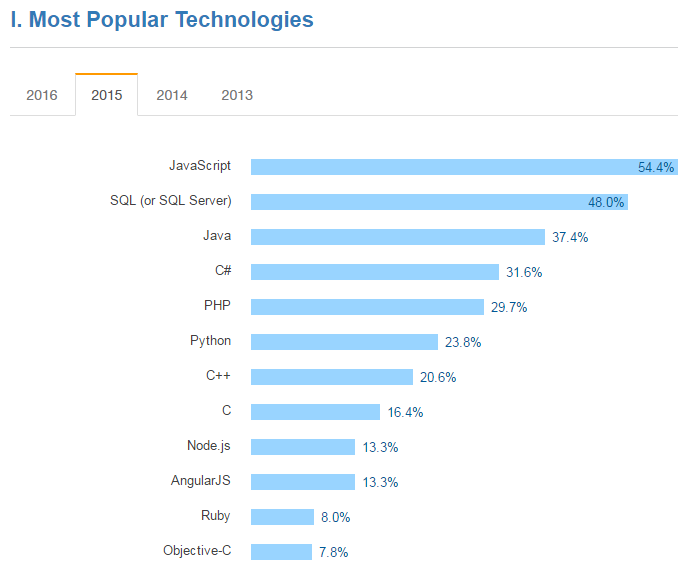 I. Most Popular Technologies
2016 2015 2014 2013
JavaScript 54.4%
SQL (or SQL Server) 48.0%
Java 37.4%
C# 31.6%
PHP 29.7%
Python 23.8%
C++ 20.6%
C 16.4%
Node.js 13.3%
AngularJS 13.3%
Ruby 8.0%
Objective-C 7.8%